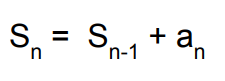 Sₙ = Sₙ₋₁ + aₙ